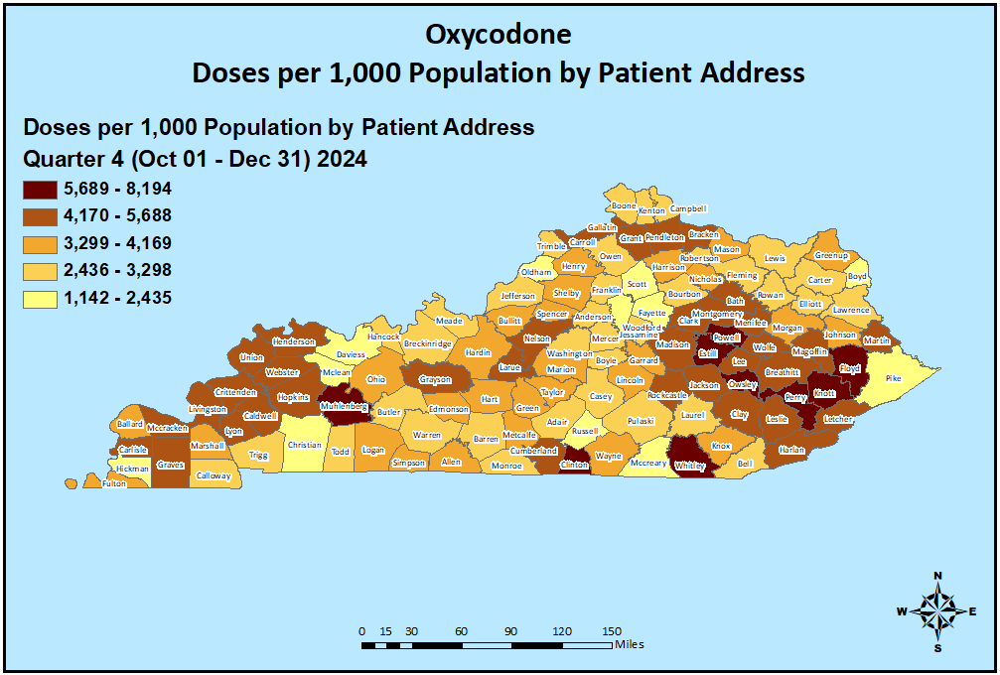 Oxycodone
Doses per 1,000 Population by Patient Address
Doses per 1,000 Population by Patient Address
Quarter 4 (Oct 01 - Dec 31) 2024
5,689 - 8,194
4,170 - 5,688
3,299 - 4,169
2,436 - 3,298
1,142 - 2,435
Boone
Kenton
Campbell
Gallatin
Trimble
Carroll
Grant
Pendleton
Bracken
Mason
Owen
Robertson
Lewis
Greenup
Oldham
Henry
Harrison
Nicholas
Fleming
Carter
Boyd
Scott
Jefferson
Shelby
Franklin
Bourbon
Bath
Rowan
Elliott
Lawrence
Meade
Bullitt
Spencer
Anderson
Woodford
Fayette
Clark
Montgomery
Menifee
Morgan
Johnson
Martin
Hancock
Breckinridge
Hardin
Nelson
Washington
Mercer
Jessamine
Madison
Powell
Estill
Wolfe
Magoffin
Floyd
Pike
Henderson
Union
Daviess
Webster
Mclean
Ohio
Grayson
Larue
Marion
Boyle
Garrard
Lincoln
Rockcastle
Jackson
Lee
Owsley
Breathitt
Perry
Knott
Letcher
Crittenden
Livingston
Hopkins
Caldwell
Lyon
Muhlenberg
Butler
Edmonson
Hart
Green
Taylor
Casey
Adair
Russell
Pulaski
Laurel
Clay
Leslie
Harlan
Ballard
Mccracken
Carlisle
Hickman
Graves
Marshall
Fulton
Calloway
Trigg
Christian
Todd
Logan
Simpson
Warren
Allen
Barren
Metcalfe
Monroe
Cumberland
Clinton
Wayne
Mccreary
Whitley
Knox
Bell
N
W
E
S
0 15 30 60 90 120 150
Miles